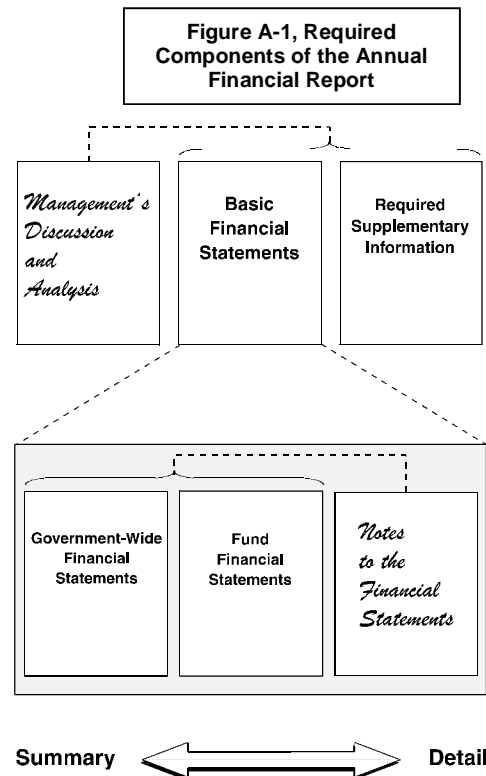 Figure A-1, Required
Components of the Annual
Financial Report
Management's
Discussion
and
Analysis
Basic
Financial
Statements
Required
Supplementary
Information
Government-Wide
Financial
Statements
Fund
Financial
Statements
Notes
to the
Financial
Statements
Summary
Detail